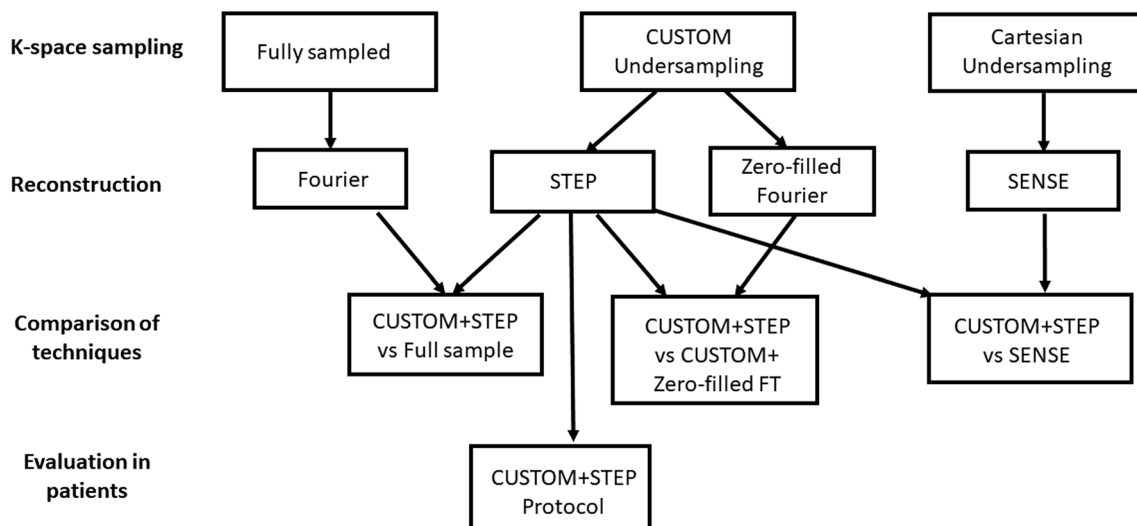 K-space sampling
Fully sampled
CUSTOM
Undersampling
Cartesian
Undersampling
Reconstruction
Fourier
STEP
Zero-filled
Fourier
SENSE
Comparison of
techniques
CUSTOM+STEP
vs Full sample
CUSTOM+STEP
vs CUSTOM+
Zero-filled FT
CUSTOM+STEP
vs SENSE
Evaluation in
patients
CUSTOM+STEP
Protocol